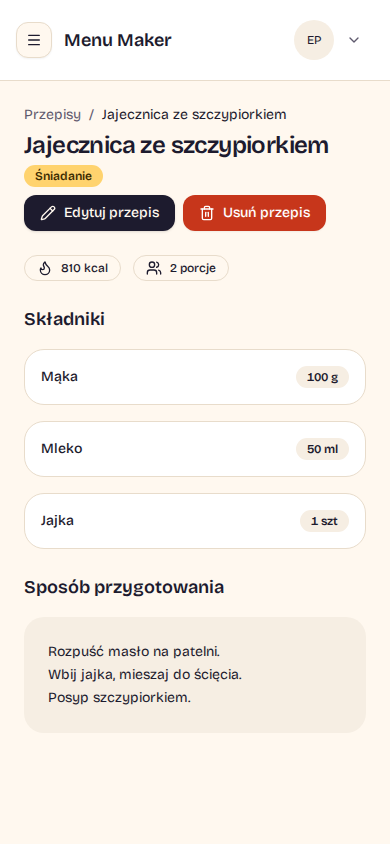 Menu Maker
EP
Przepisy / Jajecznica ze szczypiorkiem
Jajecznica ze szczypiorkiem
Śniadanie
Edytuj przepis
Usuń przepis
810 kcal
2 porcje
Składniki
Mąka
100 g
Mleko
50 ml
Jajka
1 szt
Sposób przygotowania
Rozpuść masło na patelni.
Wbij jajka, mieszaj do ścięcia.
Posyp szczypiorkiem.